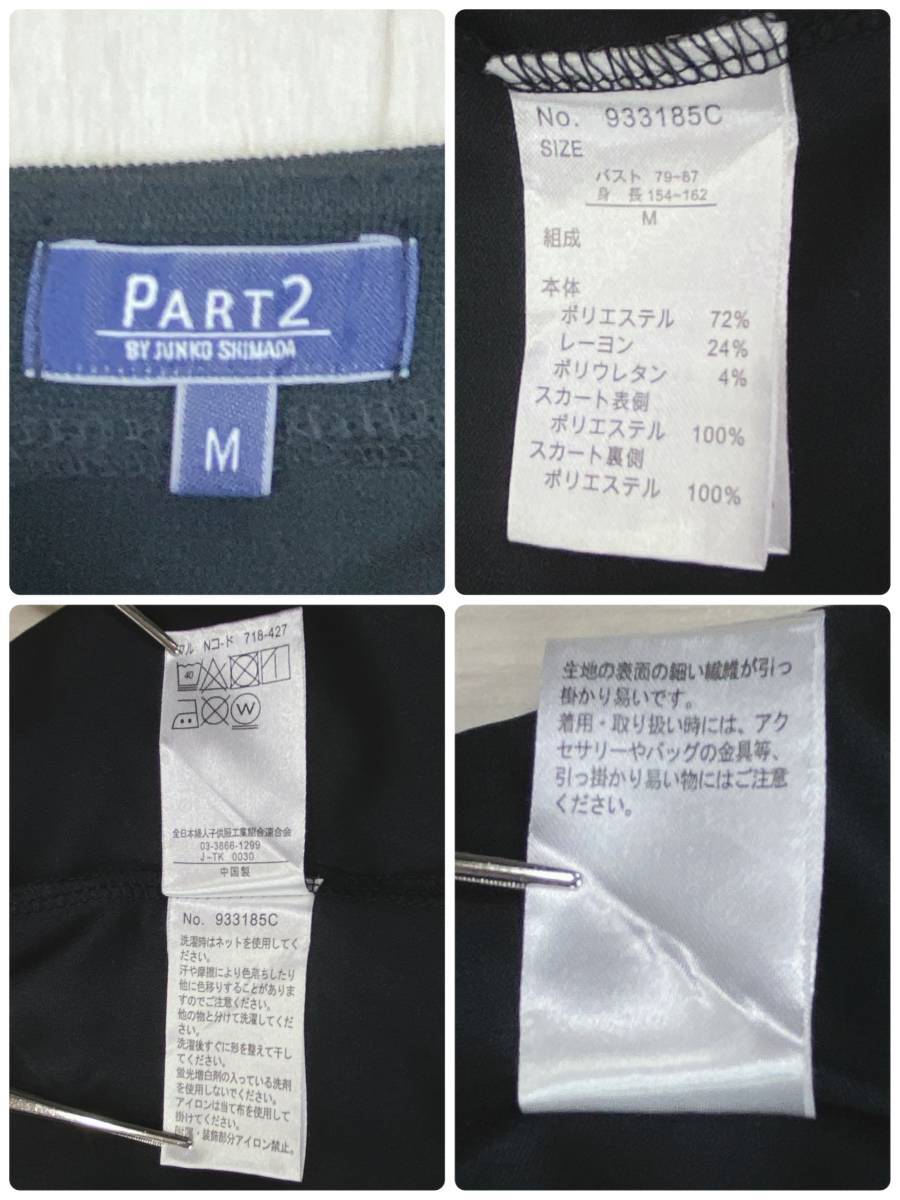 PART2
BY JUNKO SHIMADA
M
No. 933185C
SIZE
バスト 79~87
身 長 154~162
M
組成
本体
ポリエステル 72%
レーヨン 24%
ポリウレタン 4%
スカート表側
ポリエステル 100%
スカート裏側
ポリエステル 100%
Nコ-ド 718-427
40
W
全日本婦人子供服工業組合連合会
03-3866-1299
J-TK 0030
中国製
No. 933185C
洗濯時はネットを使用してく
ださい。
汗や摩擦により色落ちしたり
他に色移りすることがありま
すのでご注意ください。
他の物と分けて洗濯してくだ
さい。
洗濯後すぐに形を整えて干し
てください。
蛍光増白剤の入っている洗剤
を使用しないでください。
アイロンは当て布を使用して
掛けてください。
附属・装飾部分アイロン禁止。
生地の表面の細い繊維が引っ
掛かり易いです。
着用・取り扱い時には、アク
セサリーやバッグの金具等、
引っ掛かり易い物にはご注意
ください。